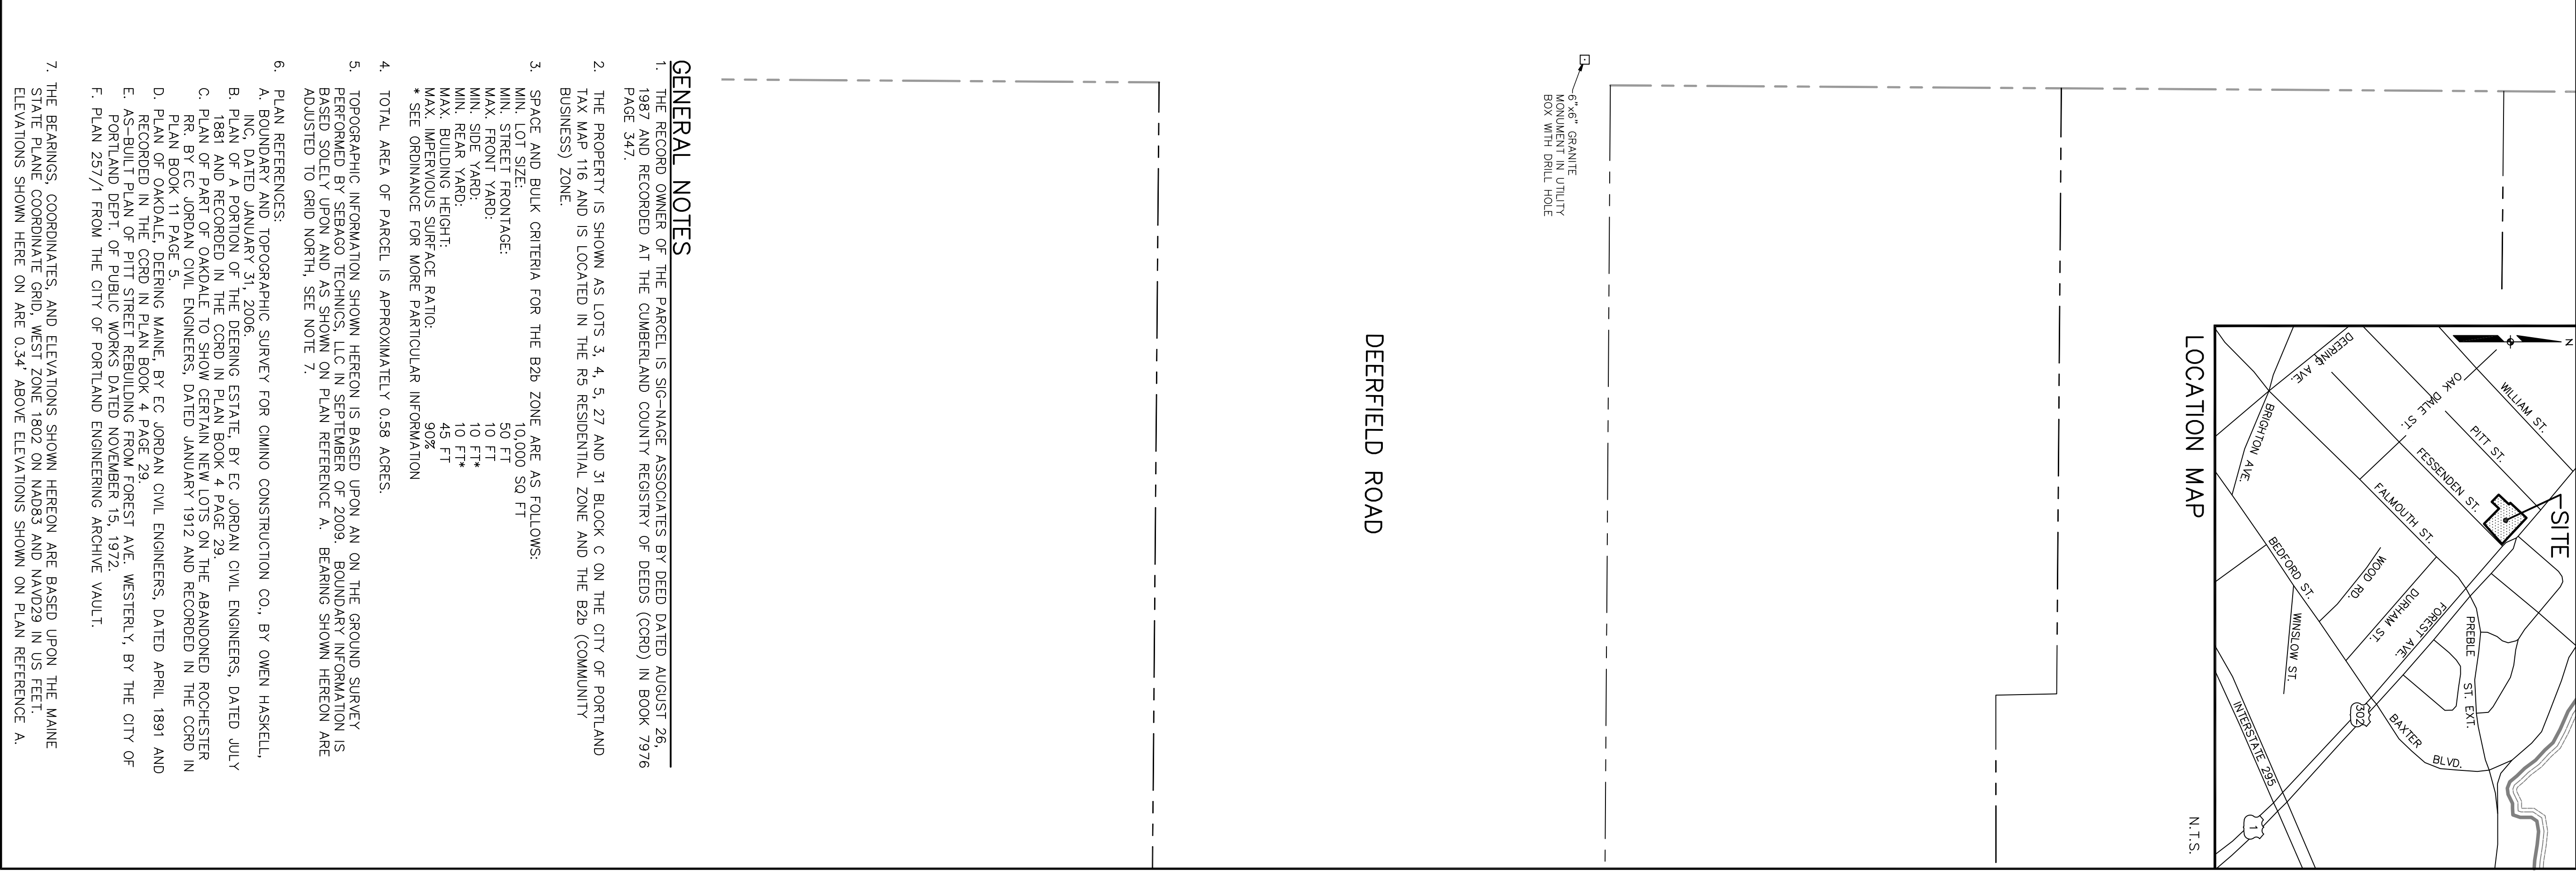 SITE
N
WILLIAM ST.
PITT ST.
OAK DALE ST.
DEERING AVE.
FESSENDEN ST.
FALMOUTH ST.
BRIGHTON AVE.
WOOD RD.
DURHAM ST.
FOREST AVE.
PREBLE ST. EXT.
BEDFORD ST.
WINSLOW ST.
302
BAXTER BLVD.
INTERSTATE 295
1
LOCATION MAP
N.T.S.
6"x6" GRANITE
MONUMENT IN UTILITY
BOX WITH DRILL HOLE
DEERFIELD ROAD
GENERAL NOTES
1. THE RECORD OWNER OF THE PARCEL IS SIG-NAGE ASSOCIATES BY DEED DATED AUGUST 26,
1987 AND RECORDED AT THE CUMBERLAND COUNTY REGISTRY OF DEEDS (CCRD) IN BOOK 7976
PAGE 347.
2. THE PROPERTY IS SHOWN AS LOTS 3, 4, 5, 27 AND 31 BLOCK C ON THE CITY OF PORTLAND
TAX MAP 116 AND IS LOCATED IN THE R5 RESIDENTIAL ZONE AND THE B2b (COMMUNITY
BUSINESS) ZONE.
3. SPACE AND BULK CRITERIA FOR THE B2b ZONE ARE AS FOLLOWS:
MIN. LOT SIZE: 10,000 SQ FT
MIN. STREET FRONTAGE: 50 FT
MAX. FRONT YARD: 10 FT
MIN. SIDE YARD: 10 FT*
MIN. REAR YARD: 10 FT*
MAX. BUILDING HEIGHT: 45 FT
MAX. IMPERVIOUS SURFACE RATIO: 90%
* SEE ORDINANCE FOR MORE PARTICULAR INFORMATION
4. TOTAL AREA OF PARCEL IS APPROXIMATELY 0.58 ACRES.
5. TOPOGRAPHIC INFORMATION SHOWN HEREON IS BASED UPON AN ON THE GROUND SURVEY
PERFORMED BY SEBAGO TECHNICS, LLC IN SEPTEMBER OF 2009. BOUNDARY INFORMATION IS
BASED SOLELY UPON AND AS SHOWN ON PLAN REFERENCE A. BEARING SHOWN HEREON ARE
ADJUSTED TO GRID NORTH, SEE NOTE 7.
6. PLAN REFERENCES:
A. BOUNDARY AND TOPOGRAPHIC SURVEY FOR CIMINO CONSTRUCTION CO., BY OWEN HASKELL,
INC, DATED JANUARY 31, 2006.
B. PLAN OF A PORTION OF THE DEERING ESTATE, BY EC JORDAN CIVIL ENGINEERS, DATED JULY
1881 AND RECORDED IN THE CCRD IN PLAN BOOK 4 PAGE 29.
C. PLAN OF PART OF OAKDALE TO SHOW CERTAIN NEW LOTS ON THE ABANDONED ROCHESTER
RR. BY EC JORDAN CIVIL ENGINEERS, DATED JANUARY 1912 AND RECORDED IN THE CCRD IN
PLAN BOOK 11 PAGE 5.
D. PLAN OF OAKDALE, DEERING MAINE, BY EC JORDAN CIVIL ENGINEERS, DATED APRIL 1891 AND
RECORDED IN THE CCRD IN PLAN BOOK 4 PAGE 29.
E. AS-BUILT PLAN OF PITT STREET REBUILDING FROM FOREST AVE. WESTERLY, BY THE CITY OF
PORTLAND DEPT. OF PUBLIC WORKS DATED NOVEMBER 15, 1972.
F. PLAN 257/1 FROM THE CITY OF PORTLAND ENGINEERING ARCHIVE VAULT.
7. THE BEARINGS, COORDINATES, AND ELEVATIONS SHOWN HEREON ARE BASED UPON THE MAINE
STATE PLANE COORDINATE GRID, WEST ZONE 1802 ON NAD83 AND NAVD29 IN US FEET.
ELEVATIONS SHOWN HERE ON ARE 0.34' ABOVE ELEVATIONS SHOWN ON PLAN REFERENCE A.